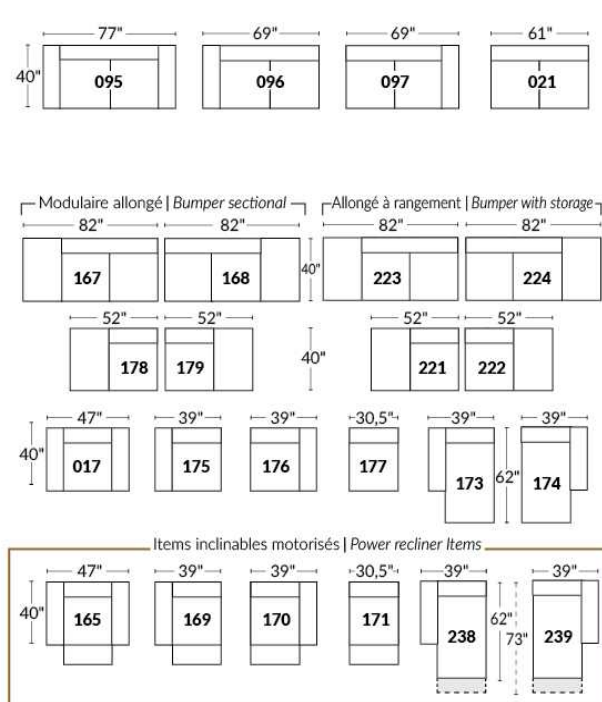 77" 69" 69" 61"
40"
095 096 097 021
Modulaire allongé | Bumper sectional Allongé à rangement | Bumper with storage
82" 82" 82" 82"
167 168 40" 223 224
52" 52" 52" 52"
178 179 40" 221 222
47" 39" 39" 30,5" 39" 39"
40"
017 175 176 177 173 62" 174
Items inclinables motorisés | Power recliner Items
47" 39" 39" 30,5" 39" 39"
40"
165 169 170 171 238 62" 73" 239